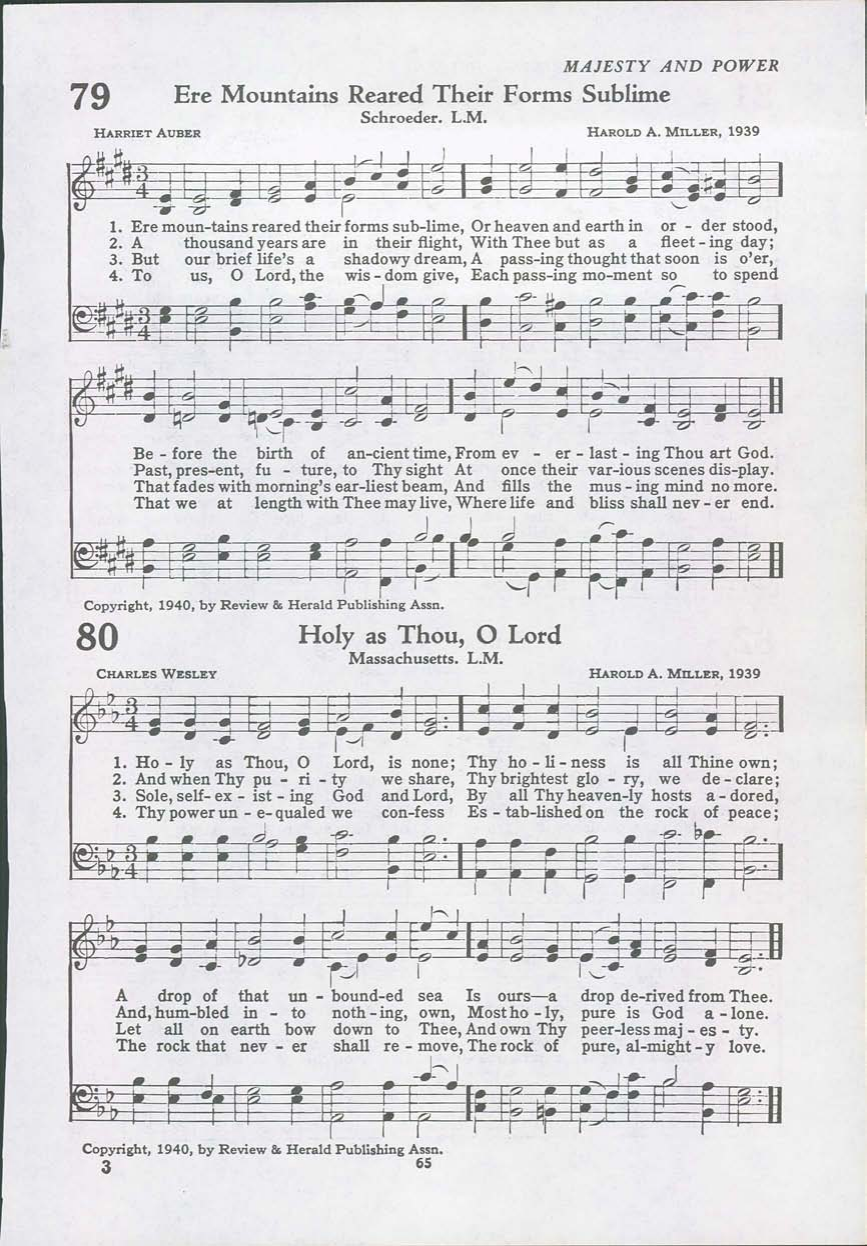 MAJESTY AND POWER
79 Ere Mountains Reared Their Forms Sublime
Schroeder. L.M.
HARRIET AUBER HAROLD A. MILLER, 1939
3
4
1. Ere moun-tains reared their forms sub-lime, Or heaven and earth in or - der stood,
2. A thousand years are in their flight, With Thee but as a fleet - ing day;
3. But our brief life's a shadowy dream, A pass-ing thought that soon is o'er,
4. To us, O Lord, the wis - dom give, Each pass-ing mo-ment so to spend
3
4
Be - fore the birth of an-cient time, From ev - er - last - ing Thou art God.
Past, pres-ent, fu - ture, to Thy sight At once their var-ious scenes dis-play.
That fades with morning's ear-liest beam, And fills the mus - ing mind no more.
That we at length with Thee may live, Where life and bliss shall nev - er end.
Copyright, 1940, by Review & Herald Publishing Assn.
80 Holy as Thou, O Lord
Massachusetts. L.M.
CHARLES WESLEY HAROLD A. MILLER, 1939
3
4
1. Ho - ly as Thou, O Lord, is none; Thy ho - li - ness is all Thine own;
2. And when Thy pu - ri - ty we share, Thy brightest glo - ry, we de - clare;
3. Sole, self- ex - ist - ing God and Lord, By all Thy heaven-ly hosts a - dored,
4. Thy power un - e - qualed we con-fess Es - tab-lished on the rock of peace;
3
4
A drop of that un - bound-ed sea Is ours—a drop de-rived from Thee.
And, hum-bled in - to noth - ing, own, Most ho - ly, pure is God a - lone.
Let all on earth bow down to Thee, And own Thy peer-less maj - es - ty.
The rock that nev - er shall re - move, The rock of pure, al-might - y love.
Copyright, 1940, by Review & Herald Publishing Assn.
3 65